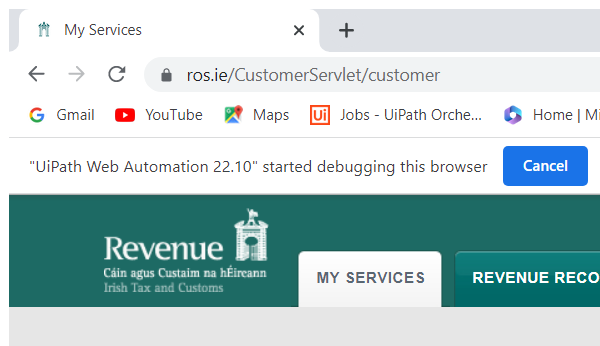 My Services
ros.ie/CustomerServlet/customer
Gmail YouTube Maps Ui Jobs - UiPath Orche... Home | Mi
"UiPath Web Automation 22.10" started debugging this browser Cancel
Revenue
Cáin agus Custaim na hÉireann
Irish Tax and Customs
MY SERVICES REVENUE RECO